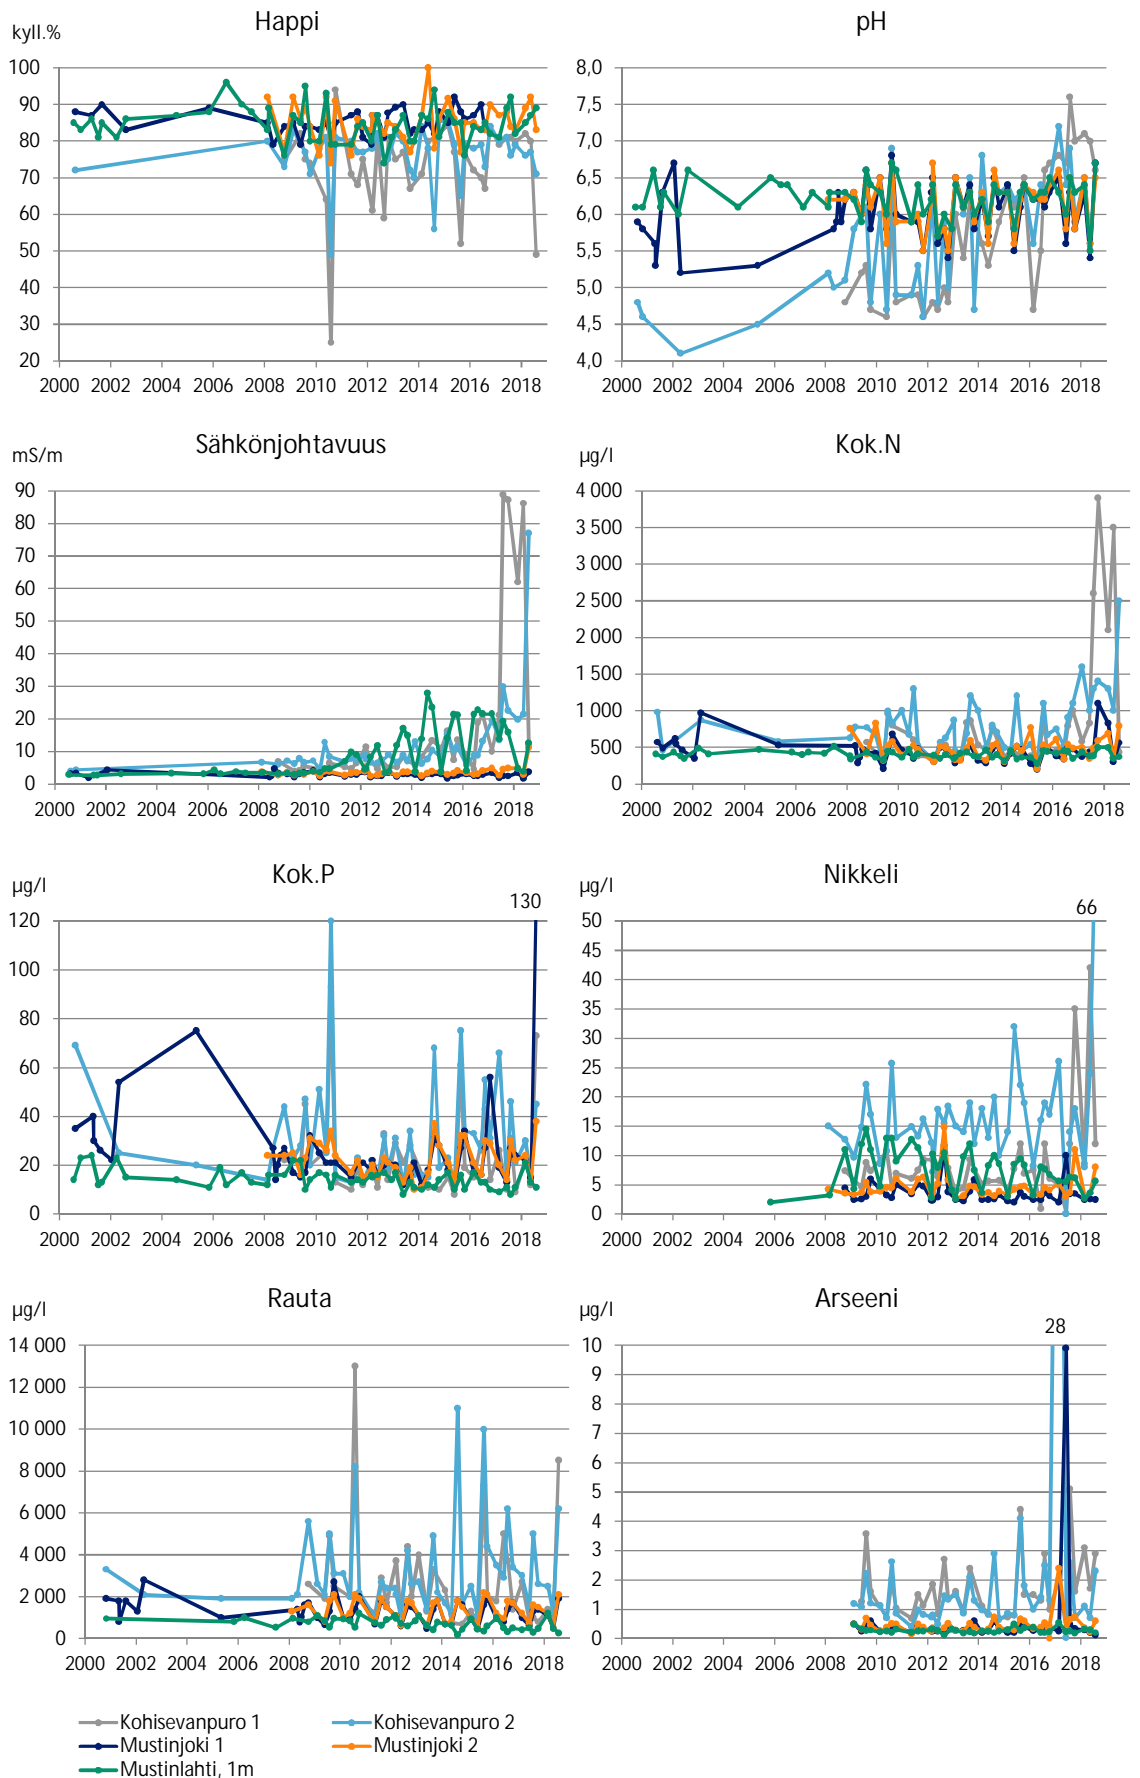 Happi
kyll.%
100
90
80
70
60
50
40
30
20
2000 2002 2004 2006 2008 2010 2012 2014 2016 2018
pH
8,0
7,5
7,0
6,5
6,0
5,5
5,0
4,5
4,0
2000 2002 2004 2006 2008 2010 2012 2014 2016 2018
Sähkönjohtavuus
mS/m
90
80
70
60
50
40
30
20
10
0
2000 2002 2004 2006 2008 2010 2012 2014 2016 2018
Kok.N
µg/l
4 000
3 500
3 000
2 500
2 000
1 500
1 000
500
0
2000 2002 2004 2006 2008 2010 2012 2014 2016 2018
Kok.P
µg/l
130
120
100
80
60
40
20
0
2000 2002 2004 2006 2008 2010 2012 2014 2016 2018
Nikkeli
µg/l
66
50
45
40
35
30
25
20
15
10
5
0
2000 2002 2004 2006 2008 2010 2012 2014 2016 2018
Rauta
µg/l
14 000
12 000
10 000
8 000
6 000
4 000
2 000
0
2000 2002 2004 2006 2008 2010 2012 2014 2016 2018
Arseeni
µg/l
28
10
9
8
7
6
5
4
3
2
1
0
2000 2002 2004 2006 2008 2010 2012 2014 2016 2018
Kohisevanpuro 1
Kohisevanpuro 2
Mustinjoki 1
Mustinjoki 2
Mustinlahti, 1m